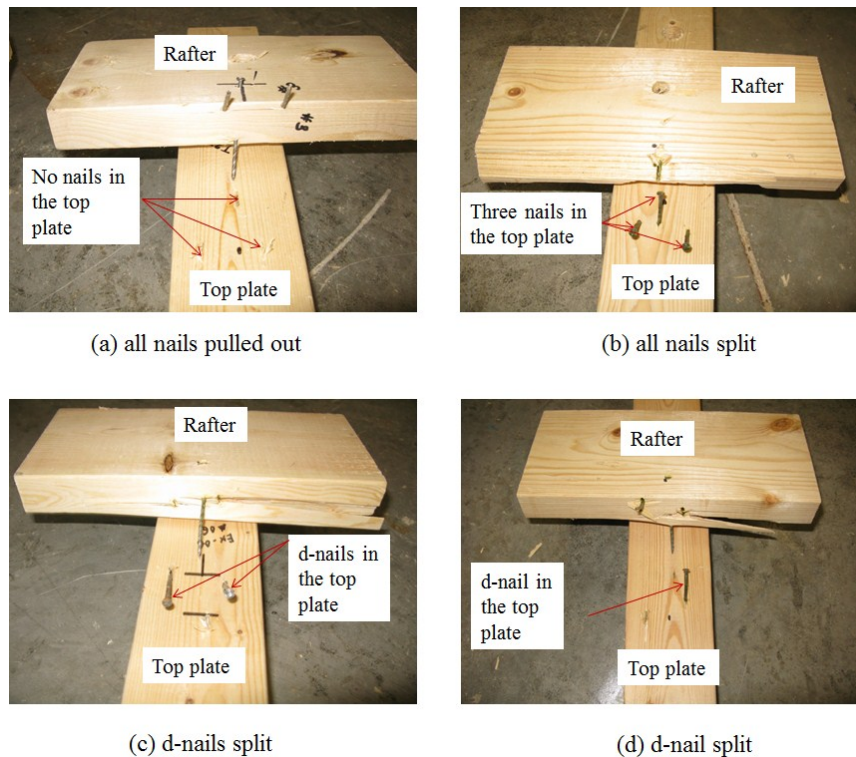 Rafter
#3
No nails in
the top
plate
Top plate
(a) all nails pulled out
Rafter
Three nails in
the top plate
Top plate
(b) all nails split
Rafter
d-nails in
the top
plate
Top plate
(c) d-nails split
Rafter
d-nail in
the top
plate
Top plate
(d) d-nail split